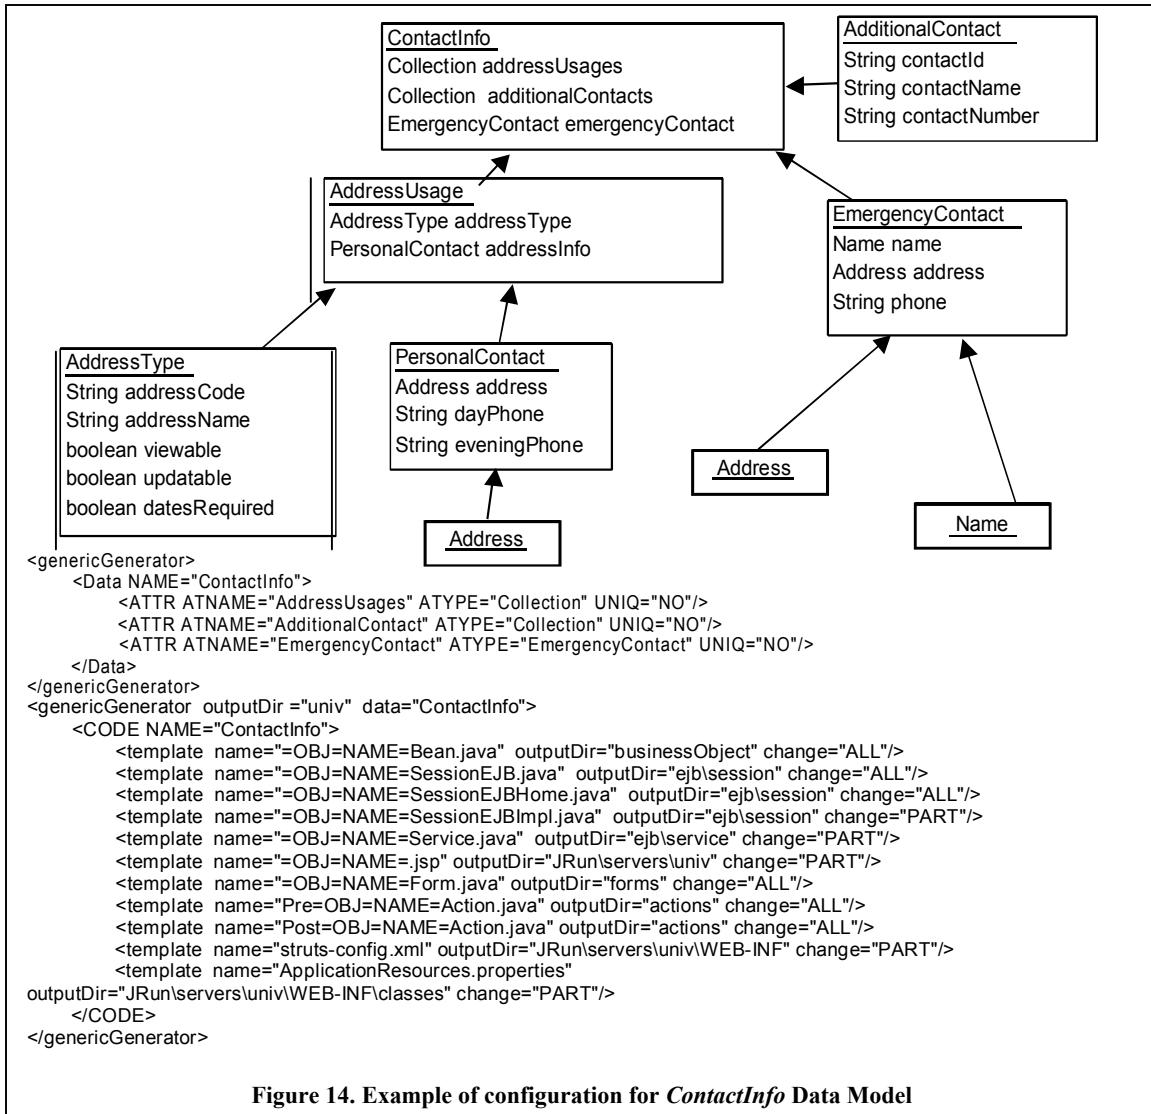 ContactInfo
Collection addressUsages
Collection additionalContacts
EmergencyContact emergencyContact
AdditionalContact
String contactId
String contactName
String contactNumber
AddressUsage
AddressType addressType
PersonalContact addressInfo
EmergencyContact
Name name
Address address
String phone
AddressType
String addressCode
String addressName
boolean viewable
boolean updatable
boolean datesRequired
PersonalContact
Address address
String dayPhone
String eveningPhone
Address
Name
Address
<genericGenerator>
<Data NAME="ContactInfo">
<ATTR ATNAME="AddressUsages" ATYPE="Collection" UNIQ="NO"/>
<ATTR ATNAME="AdditionalContact" ATYPE="Collection" UNIQ="NO"/>
<ATTR ATNAME="EmergencyContact" ATYPE="EmergencyContact" UNIQ="NO"/>
</Data>
</genericGenerator>
<genericGenerator outputDir ="univ" data="ContactInfo">
<CODE NAME="ContactInfo">
<template name="=OBJ=NAME=Bean.java" outputDir="businessObject" change="ALL"/>
<template name="=OBJ=NAME=SessionEJB.java" outputDir="ejb\session" change="ALL"/>
<template name="=OBJ=NAME=SessionEJBHome.java" outputDir="ejb\session" change="ALL"/>
<template name="=OBJ=NAME=SessionEJBImpl.java" outputDir="ejb\session" change="PART"/>
<template name="=OBJ=NAME=Service.java" outputDir="ejb\service" change="PART"/>
<template name="=OBJ=NAME=.jsp" outputDir="JRun\servers\univ" change="PART"/>
<template name="=OBJ=NAME=Form.java" outputDir="forms" change="ALL"/>
<template name="Pre=OBJ=NAME=Action.java" outputDir="actions" change="ALL"/>
<template name="Post=OBJ=NAME=Action.java" outputDir="actions" change="ALL"/>
<template name="struts-config.xml" outputDir="JRun\servers\univ\WEB-INF" change="PART"/>
<template name="ApplicationResources.properties"
outputDir="JRun\servers\univ\WEB-INF\classes" change="PART"/>
</CODE>
</genericGenerator>
Figure 14. Example of configuration for ContactInfo Data Model